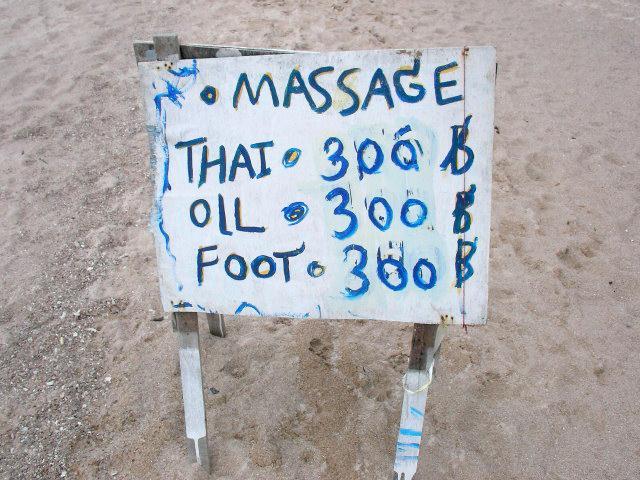 • MASSAGE
THAI • 300 ฿
OIL • 300 ฿
FOOT • 300 ฿